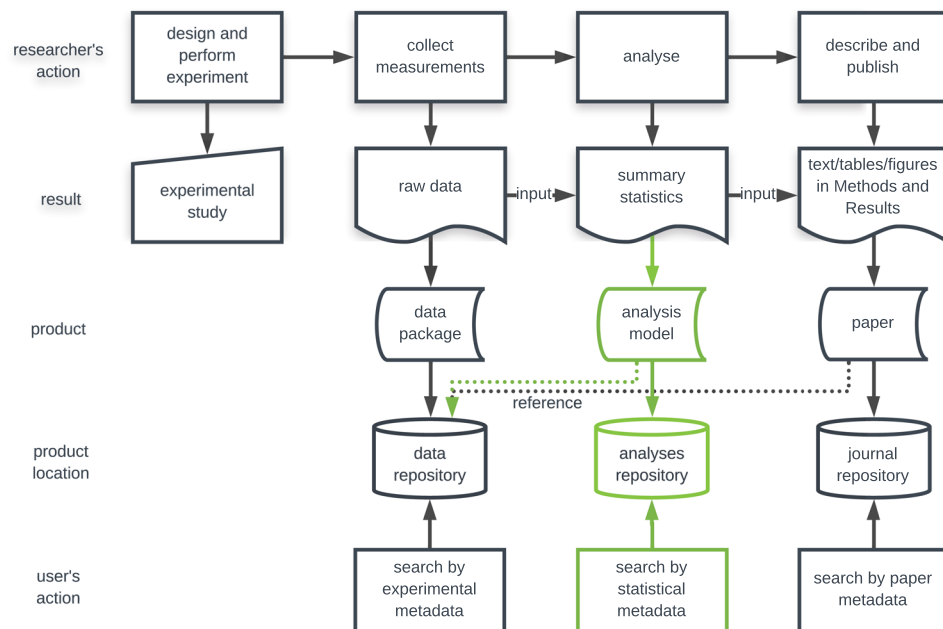 researcher's
action
design and
perform
experiment
collect
measurements
analyse
describe and
publish
result
experimental
study
raw data
input
summary
statistics
input
text/tables/figures
in Methods and
Results
product
data
package
analysis
model
paper
reference
product
location
data
repository
analyses
repository
journal
repository
user's
action
search by
experimental
metadata
search by
statistical
metadata
search by paper
metadata